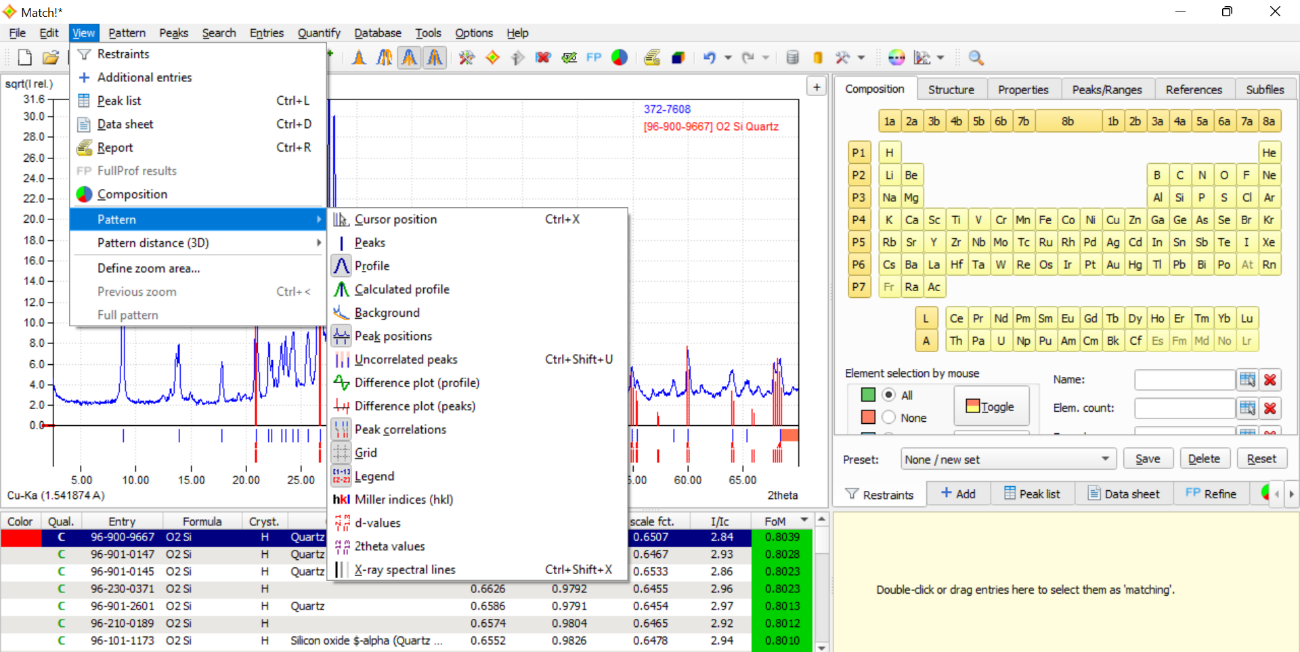 Match!*
File Edit View Pattern Peaks Search Entries Quantify Database Tools Options Help
FP
Restraints
Additional entries
Peak list Ctrl+L
Data sheet Ctrl+D
Report Ctrl+R
FP FullProf results
Composition
Pattern
Pattern distance (3D)
Define zoom area...
Previous zoom Ctrl+<
Full pattern
Cursor position Ctrl+X
Peaks
Profile
Calculated profile
Background
Peak positions
Uncorrelated peaks Ctrl+Shift+U
Difference plot (profile)
Difference plot (peaks)
Peak correlations
Grid
Legend
hkl Miller indices (hkl)
d-values
2theta values
X-ray spectral lines Ctrl+Shift+X
sqrt(I rel.)
31.6
30.0
28.0
26.0
24.0
22.0
20.0
18.0
16.0
14.0
12.0
10.0
8.0
6.0
4.0
2.0
0.0
372-7608
[96-900-9667] O2 Si Quartz
5.00 10.00 15.00 20.00 25.00 5.00 60.00 65.00
Cu-Ka (1.541874 A) 2theta
Color Qual. Entry Formula Cryst. scale fct. I/Ic FoM
C 96-900-9667 O2 Si H Quartz 0.6507 2.84 0.8039
C 96-901-0147 O2 Si H Quartz 0.6467 2.93 0.8028
C 96-901-0145 O2 Si H Quartz 0.6533 2.86 0.8023
C 96-230-0371 O2 Si H 0.6626 0.9792 0.6455 2.96 0.8023
C 96-901-2601 O2 Si H Quartz 0.6586 0.9791 0.6454 2.97 0.8013
C 96-210-0189 O2 Si H 0.6574 0.9804 0.6465 2.92 0.8012
C 96-101-1173 O2 Si H Silicon oxide $-alpha (Quartz ... 0.6552 0.9826 0.6478 2.94 0.8010
+
Composition Structure Properties Peaks/Ranges References Subfiles
1a 2a 3b 4b 5b 6b 7b 8b 1b 2b 3a 4a 5a 6a 7a 8a
P1 H He
P2 Li Be B C N O F Ne
P3 Na Mg Al Si P S Cl Ar
P4 K Ca Sc Ti V Cr Mn Fe Co Ni Cu Zn Ga Ge As Se Br Kr
P5 Rb Sr Y Zr Nb Mo Tc Ru Rh Pd Ag Cd In Sn Sb Te I Xe
P6 Cs Ba La Hf Ta W Re Os Ir Pt Au Hg Tl Pb Bi Po At Rn
P7 Fr Ra Ac
L Ce Pr Nd Pm Sm Eu Gd Tb Dy Ho Er Tm Yb Lu
A Th Pa U Np Pu Am Cm Bk Cf Es Fm Md No Lr
Element selection by mouse
All
None
Toggle
Name:
Elem. count:
Preset: None / new set Save Delete Reset
Restraints Add Peak list Data sheet FP Refine
Double-click or drag entries here to select them as 'matching'.